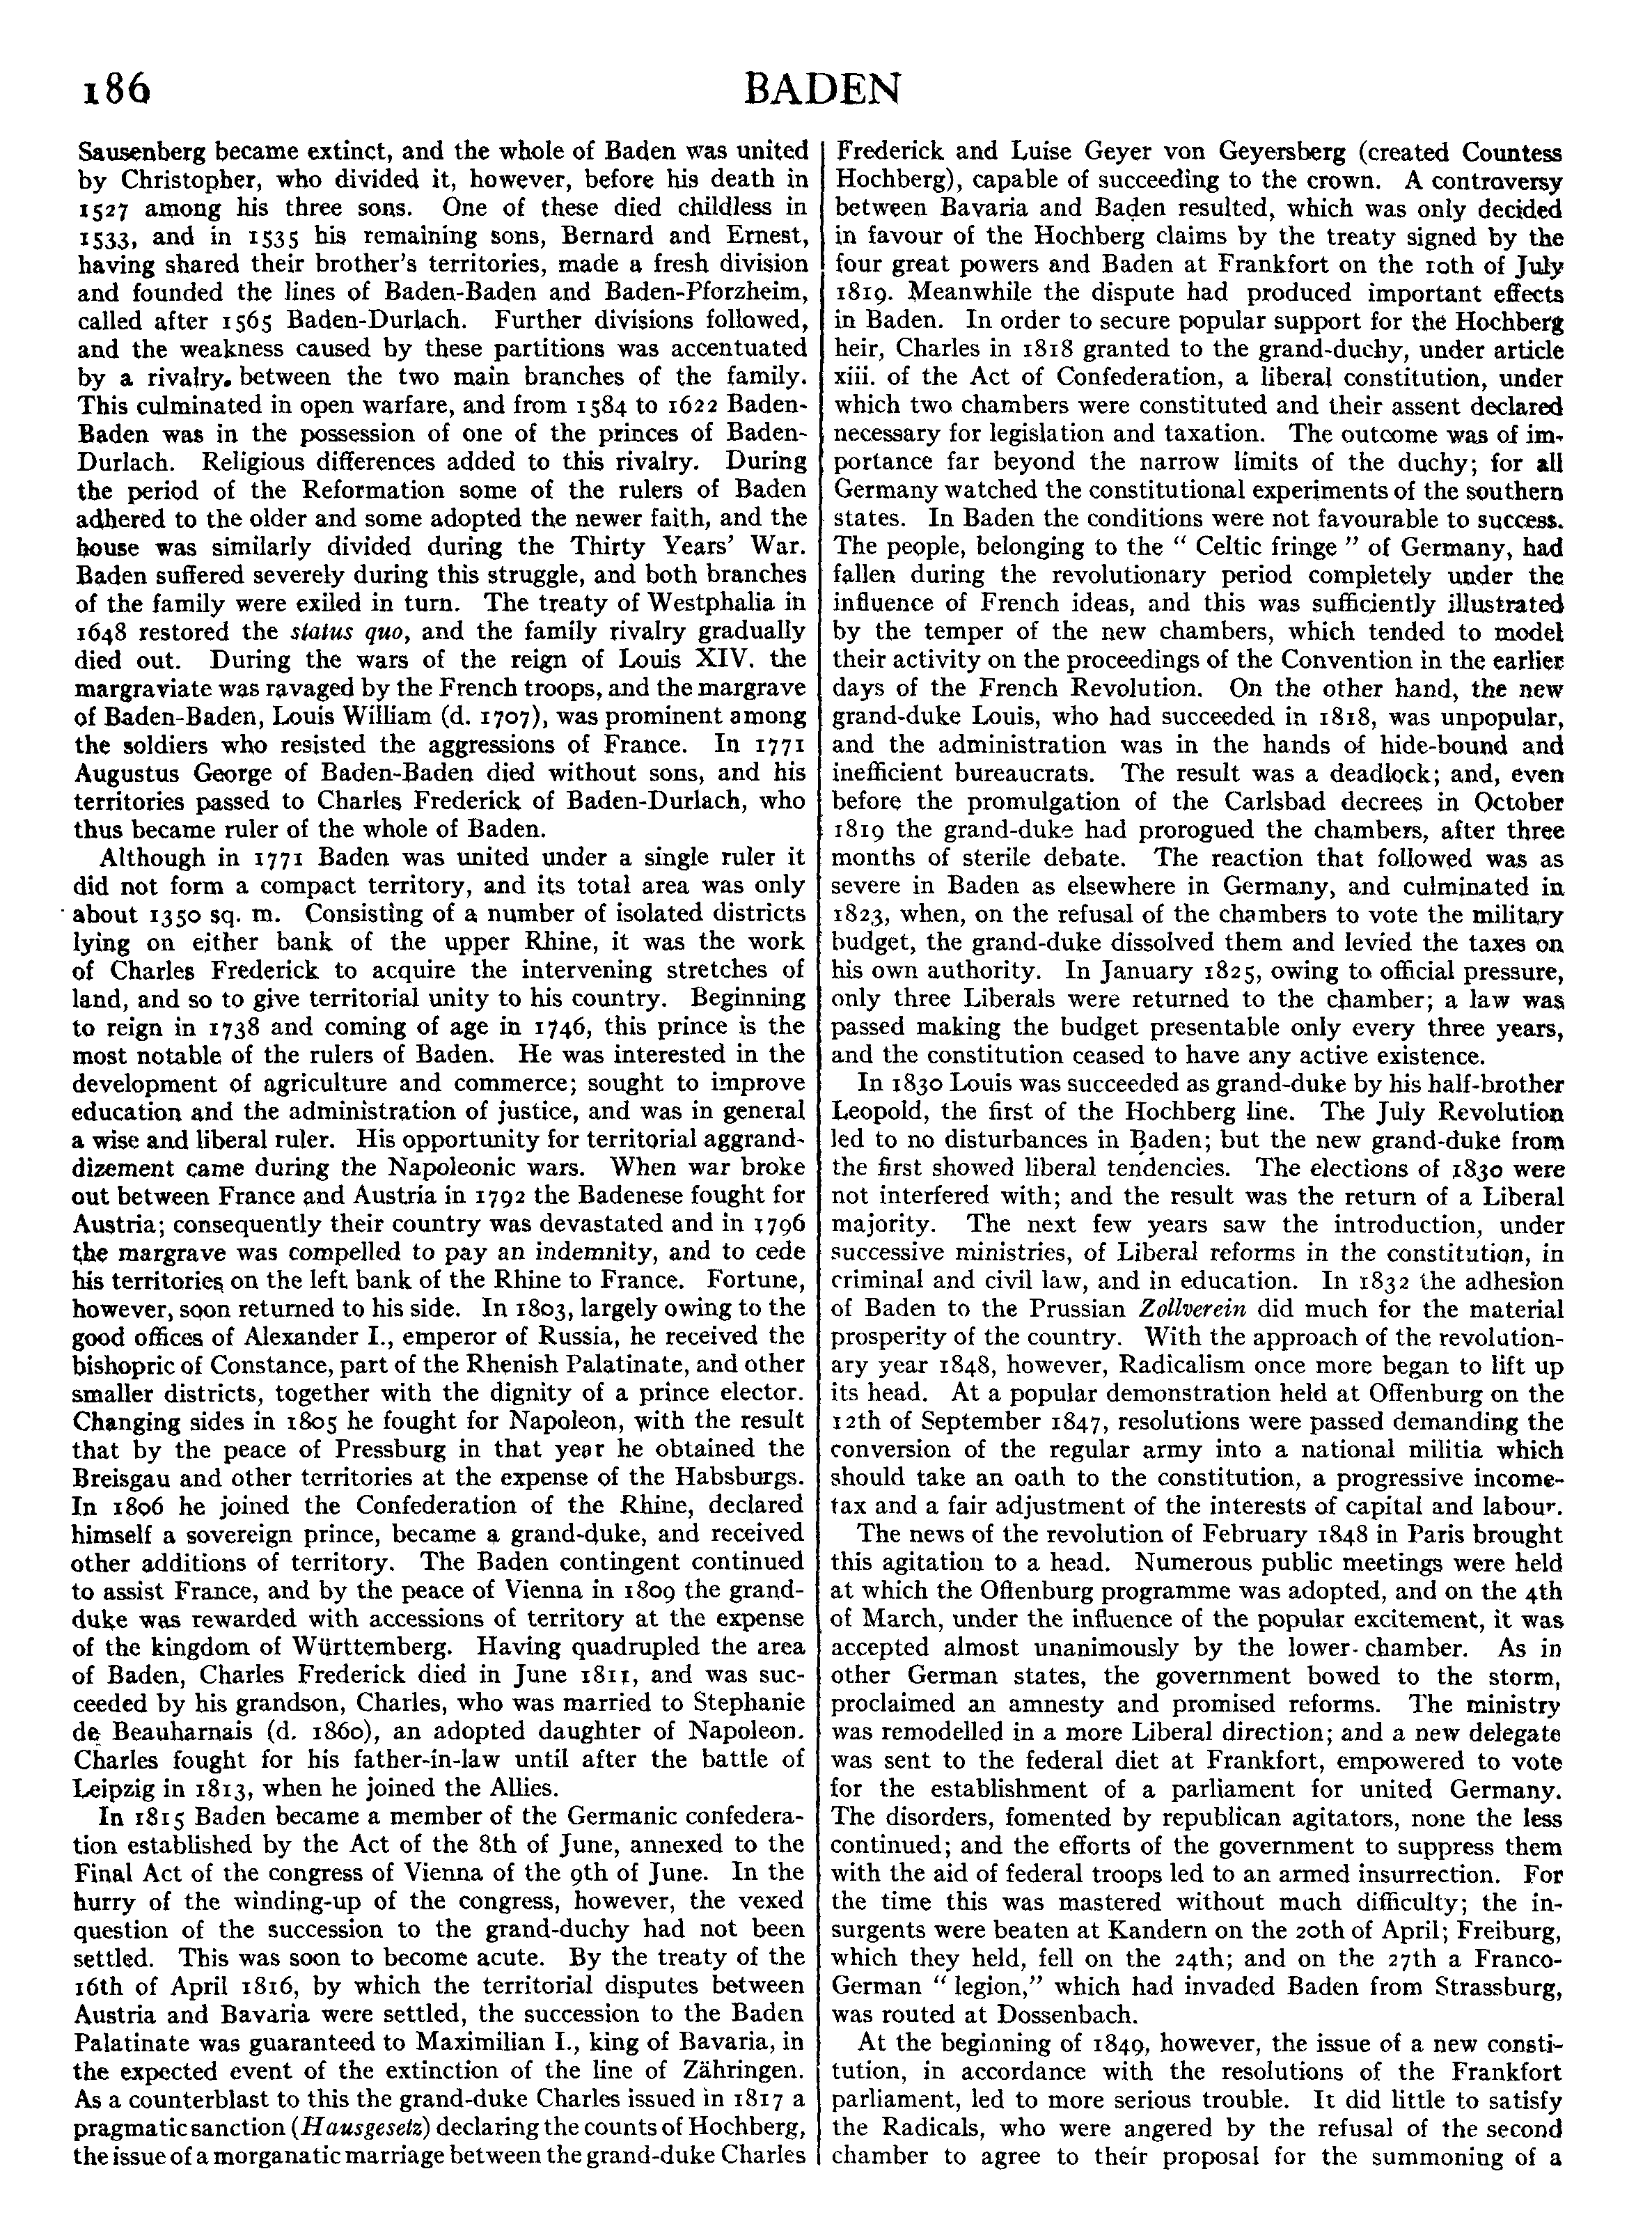 186
BADEN
Sausenberg became extinct, and the whole of Baden was united
by Christopher, who divided it, however, before his death in
1527 among his three sons. One of these died childless in
1533, and in 1535 his remaining sons, Bernard and Ernest,
having shared their brother's territories, made a fresh division
and founded the lines of Baden-Baden and Baden-Pforzheim,
called after 1565 Baden-Durlach. Further divisions followed,
and the weakness caused by these partitions was accentuated
by a rivalry. between the two main branches of the family.
This culminated in open warfare, and from 1584 to 1622 Baden-
Baden was in the possession of one of the princes of Baden-
Durlach. Religious differences added to this rivalry. During
the period of the Reformation some of the rulers of Baden
adhered to the older and some adopted the newer faith, and the
house was similarly divided during the Thirty Years' War.
Baden suffered severely during this struggle, and both branches
of the family were exiled in turn. The treaty of Westphalia in
1648 restored the status quo, and the family rivalry gradually
died out. During the wars of the reign of Louis XIV. the
margraviate was ravaged by the French troops, and the margrave
of Baden-Baden, Louis William (d. 1707), was prominent among
the soldiers who resisted the aggressions of France. In 1771
Augustus George of Baden-Baden died without sons, and his
territories passed to Charles Frederick of Baden-Durlach, who
thus became ruler of the whole of Baden.
Although in 1771 Baden was united under a single ruler it
did not form a compact territory, and its total area was only
about 1350 sq. m. Consisting of a number of isolated districts
lying on either bank of the upper Rhine, it was the work
of Charles Frederick to acquire the intervening stretches of
land, and so to give territorial unity to his country. Beginning
to reign in 1738 and coming of age in 1746, this prince is the
most notable of the rulers of Baden. He was interested in the
development of agriculture and commerce; sought to improve
education and the administration of justice, and was in general
a wise and liberal ruler. His opportunity for territorial aggrand-
dizement came during the Napoleonic wars. When war broke
out between France and Austria in 1792 the Badenese fought for
Austria; consequently their country was devastated and in 1796
the margrave was compelled to pay an indemnity, and to cede
his territories on the left bank of the Rhine to France. Fortune,
however, soon returned to his side. In 1803, largely owing to the
good offices of Alexander I., emperor of Russia, he received the
bishopric of Constance, part of the Rhenish Palatinate, and other
smaller districts, together with the dignity of a prince elector.
Changing sides in 1805 he fought for Napoleon, with the result
that by the peace of Pressburg in that year he obtained the
Breisgau and other territories at the expense of the Habsburgs.
In 1806 he joined the Confederation of the Rhine, declared
himself a sovereign prince, became a grand-duke, and received
other additions of territory. The Baden contingent continued
to assist France, and by the peace of Vienna in 1809 the grand-
duke was rewarded with accessions of territory at the expense
of the kingdom of Württemberg. Having quadrupled the area
of Baden, Charles Frederick died in June 1811, and was suc-
ceeded by his grandson, Charles, who was married to Stephanie
de Beauharnais (d. 1860), an adopted daughter of Napoleon.
Charles fought for his father-in-law until after the battle of
Leipzig in 1813, when he joined the Allies.
In 1815 Baden became a member of the Germanic confedera-
tion established by the Act of the 8th of June, annexed to the
Final Act of the congress of Vienna of the 9th of June. In the
hurry of the winding-up of the congress, however, the vexed
question of the succession to the grand-duchy had not been
settled. This was soon to become acute. By the treaty of the
16th of April 1816, by which the territorial disputes between
Austria and Bavaria were settled, the succession to the Baden
Palatinate was guaranteed to Maximilian I., king of Bavaria, in
the expected event of the extinction of the line of Zähringen.
As a counterblast to this the grand-duke Charles issued in 1817 a
pragmatic sanction (Hausgesetz) declaring the counts of Hochberg,
the issue of a morganatic marriage between the grand-duke Charles
Frederick and Luise Geyer von Geyersberg (created Countess
Hochberg), capable of succeeding to the crown. A controversy
between Bavaria and Baden resulted, which was only decided
in favour of the Hochberg claims by the treaty signed by the
four great powers and Baden at Frankfort on the 10th of July
1819. Meanwhile the dispute had produced important effects
in Baden. In order to secure popular support for the Hochberg
heir, Charles in 1818 granted to the grand-duchy, under article
xiii. of the Act of Confederation, a liberal constitution, under
which two chambers were constituted and their assent declared
necessary for legislation and taxation. The outcome was of im-
portance far beyond the narrow limits of the duchy; for all
Germany watched the constitutional experiments of the southern
states. In Baden the conditions were not favourable to success.
The people, belonging to the " Celtic fringe " of Germany, had
fallen during the revolutionary period completely under the
influence of French ideas, and this was sufficiently illustrated
by the temper of the new chambers, which tended to model
their activity on the proceedings of the Convention in the earlier
days of the French Revolution. On the other hand, the new
grand-duke Louis, who had succeeded in 1818, was unpopular,
and the administration was in the hands of hide-bound and
inefficient bureaucrats. The result was a deadlock; and, even
before the promulgation of the Carlsbad decrees in October
1819 the grand-duke had prorogued the chambers, after three
months of sterile debate. The reaction that followed was as
severe in Baden as elsewhere in Germany, and culminated in
1823, when, on the refusal of the chambers to vote the military
budget, the grand-duke dissolved them and levied the taxes on
his own authority. In January 1825, owing to official pressure,
only three Liberals were returned to the chamber; a law was
passed making the budget presentable only every three years,
and the constitution ceased to have any active existence.
In 1830 Louis was succeeded as grand-duke by his half-brother
Leopold, the first of the Hochberg line. The July Revolution
led to no disturbances in Baden; but the new grand-duke from
the first showed liberal tendencies. The elections of 1830 were
not interfered with; and the result was the return of a Liberal
majority. The next few years saw the introduction, under
successive ministries, of Liberal reforms in the constitution, in
criminal and civil law, and in education. In 1832 the adhesion
of Baden to the Prussian Zollverein did much for the material
prosperity of the country. With the approach of the revolution-
ary year 1848, however, Radicalism once more began to lift up
its head. At a popular demonstration held at Offenburg on the
12th of September 1847, resolutions were passed demanding the
conversion of the regular army into a national militia which
should take an oath to the constitution, a progressive income-
tax and a fair adjustment of the interests of capital and labour.
The news of the revolution of February 1848 in Paris brought
this agitation to a head. Numerous public meetings were held
at which the Offenburg programme was adopted, and on the 4th
of March, under the influence of the popular excitement, it was
accepted almost unanimously by the lower-chamber. As in
other German states, the government bowed to the storm,
proclaimed an amnesty and promised reforms. The ministry
was remodelled in a more Liberal direction; and a new delegate
was sent to the federal diet at Frankfort, empowered to vote
for the establishment of a parliament for united Germany.
The disorders, fomented by republican agitators, none the less
continued; and the efforts of the government to suppress them
with the aid of federal troops led to an armed insurrection. For
the time this was mastered without much difficulty; the in-
surgents were beaten at Kandern on the 20th of April; Freiburg,
which they held, fell on the 24th; and on the 27th a Franco-
German " legion," which had invaded Baden from Strassburg,
was routed at Dossenbach.
At the beginning of 1849, however, the issue of a new consti-
tution, in accordance with the resolutions of the Frankfort
parliament, led to more serious trouble. It did little to satisfy
the Radicals, who were angered by the refusal of the second
chamber to agree to their proposal for the summoning of a